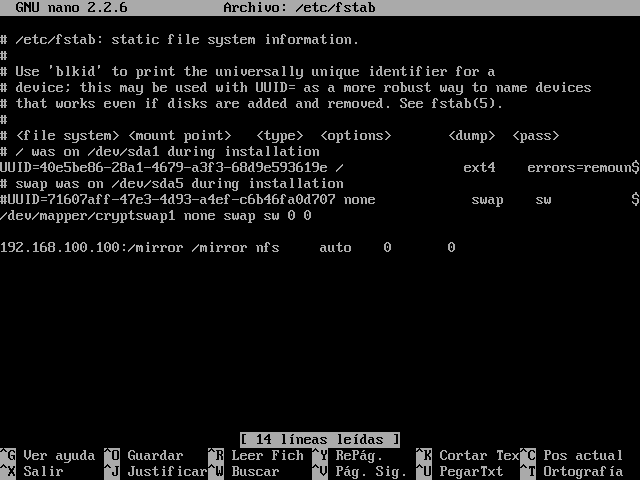 GNU nano 2.2.6 Archivo: /etc/fstab
# /etc/fstab: static file system information.
#
# Use 'blkid' to print the universally unique identifier for a
# device; this may be used with UUID= as a more robust way to name devices
# that works even if disks are added and removed. See fstab(5).
#
# <file system> <mount point>   <type>  <options>       <dump>  <pass>
# / was on /dev/sda1 during installation
UUID=40e5be86-28a1-4679-a3f3-68d9e593619e /               ext4    errors=remoun$
# swap was on /dev/sda5 during installation
#UUID=71607aff-47e3-4d93-a4ef-c6b46fa0d707 none            swap    sw          $
/dev/mapper/cryptswap1 none swap sw 0 0
192.168.100.100:/mirror /mirror nfs     auto    0       0
[ 14 líneas leídas ]
^G Ver ayuda ^O Guardar ^R Leer Fich ^Y RePág. ^K Cortar Tex ^C Pos actual
^X Salir ^J Justificar ^W Buscar ^V Pág. Sig. ^U PegarTxt ^T Ortografía